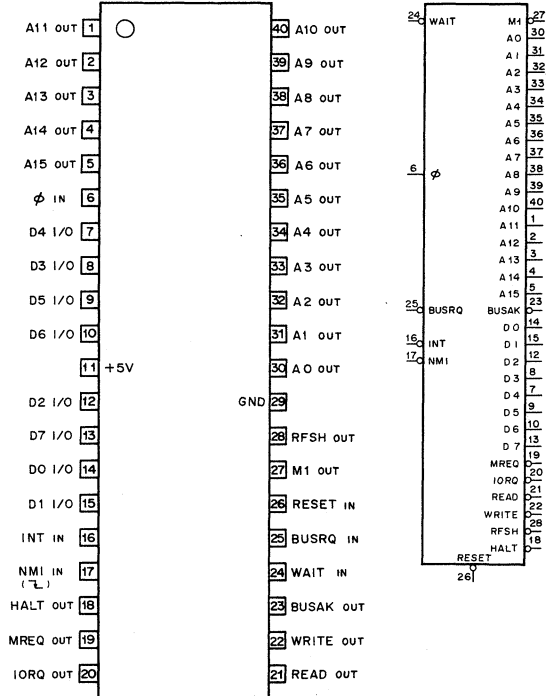 A11 OUT 1
A12 OUT 2
A13 OUT 3
A14 OUT 4
A15 OUT 5
ϕ IN 6
D4 I/O 7
D3 I/O 8
D5 I/O 9
D6 I/O 10
11 +5V
D2 I/O 12
D7 I/O 13
D0 I/O 14
D1 I/O 15
INT IN 16
NMI IN 17
HALT OUT 18
MREQ OUT 19
IORQ OUT 20
40 A10 OUT
39 A9 OUT
38 A8 OUT
37 A7 OUT
36 A6 OUT
35 A5 OUT
34 A4 OUT
33 A3 OUT
32 A2 OUT
31 A1 OUT
30 A0 OUT
GND 29
28 RFSH OUT
27 M1 OUT
26 RESET IN
25 BUSRQ IN
24 WAIT IN
23 BUSAK OUT
22 WRITE OUT
21 READ OUT
24 WAIT
6 ϕ
25 BUSRQ
16 INT
17 NMI
M1 27
A0 30
A1 31
A2 32
A3 33
A4 34
A5 35
A6 36
A7 37
A8 38
A9 39
A10 40
A11 1
A12 2
A13 3
A14 4
A15 5
BUSAK 23
D0 14
D1 15
D2 12
D3 8
D4 7
D5 9
D6 10
D7 13
MREQ 19
IORQ 20
READ 21
WRITE 22
RFSH 28
HALT 18
RESET
26